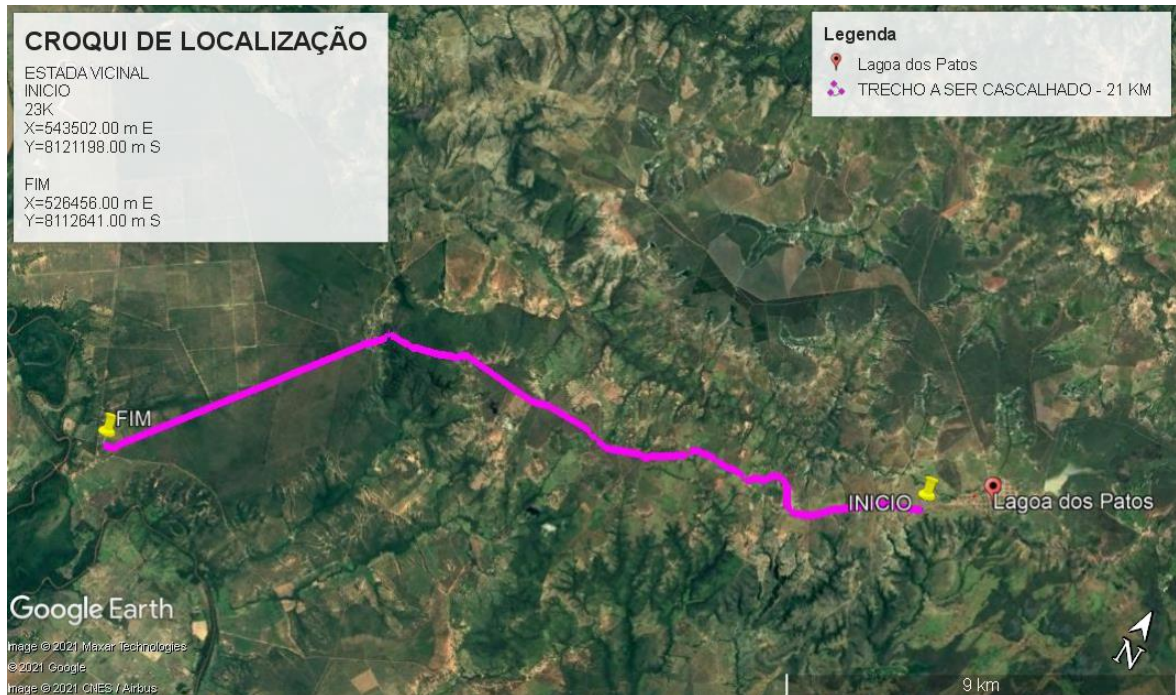 CROQUI DE LOCALIZAÇÃO
ESTADA VICINAL
INICIO
23K
X=543502.00 m E
Y=8121198.00 m S
FIM
X=526456.00 m E
Y=8112641.00 m S
Legenda
Lagoa dos Patos
TRECHO A SER CASCALHADO - 21 KM
FIM
INICIO
Lagoa dos Patos
Google Earth
Image © 2021 Maxar Technologies
© 2021 Google
Image © 2021 CNES / Airbus
N
9 km